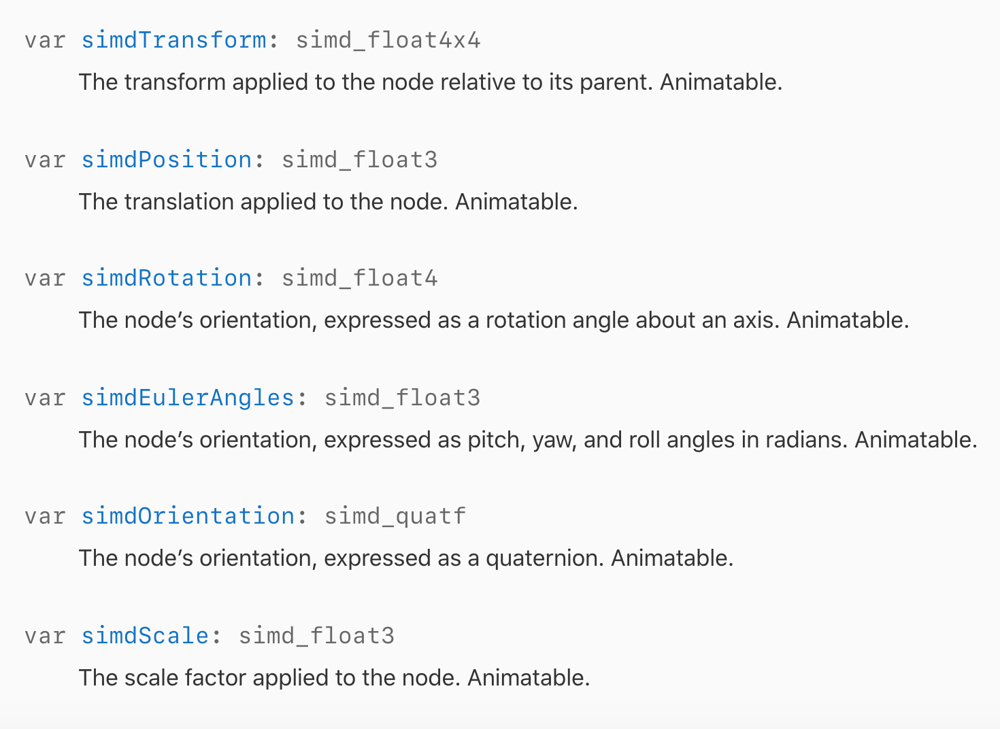 var simdTransform: simd_float4x4
The transform applied to the node relative to its parent. Animatable.
var simdPosition: simd_float3
The translation applied to the node. Animatable.
var simdRotation: simd_float4
The node’s orientation, expressed as a rotation angle about an axis. Animatable.
var simdEulerAngles: simd_float3
The node’s orientation, expressed as pitch, yaw, and roll angles in radians. Animatable.
var simdOrientation: simd_quatf
The node’s orientation, expressed as a quaternion. Animatable.
var simdScale: simd_float3
The scale factor applied to the node. Animatable.